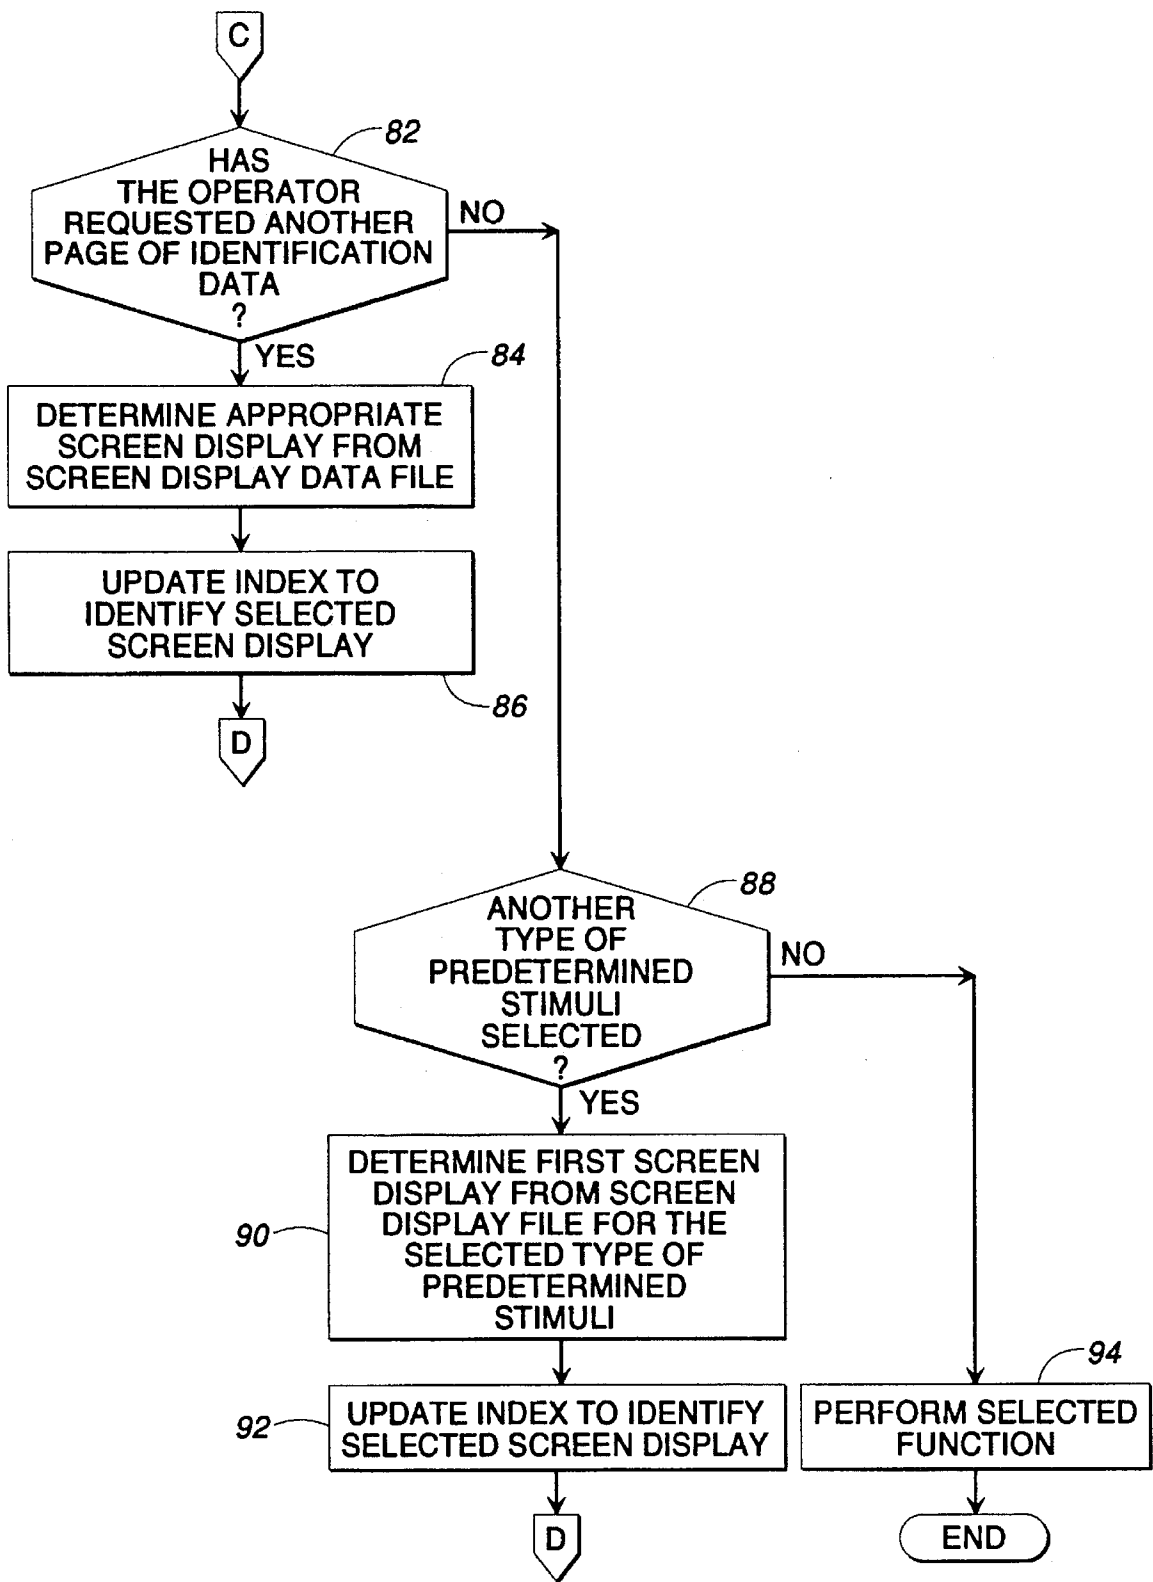 C
82
HAS
THE OPERATOR
REQUESTED ANOTHER
PAGE OF IDENTIFICATION
DATA
?
NO
YES
84
DETERMINE APPROPRIATE
SCREEN DISPLAY FROM
SCREEN DISPLAY DATA FILE
UPDATE INDEX TO
IDENTIFY SELECTED
SCREEN DISPLAY
86
D
88
ANOTHER
TYPE OF
PREDETERMINED
STIMULI
SELECTED
?
NO
YES
90
DETERMINE FIRST SCREEN
DISPLAY FROM SCREEN
DISPLAY FILE FOR THE
SELECTED TYPE OF
PREDETERMINED
STIMULI
92
UPDATE INDEX TO IDENTIFY
SELECTED SCREEN DISPLAY
D
94
PERFORM SELECTED
FUNCTION
END